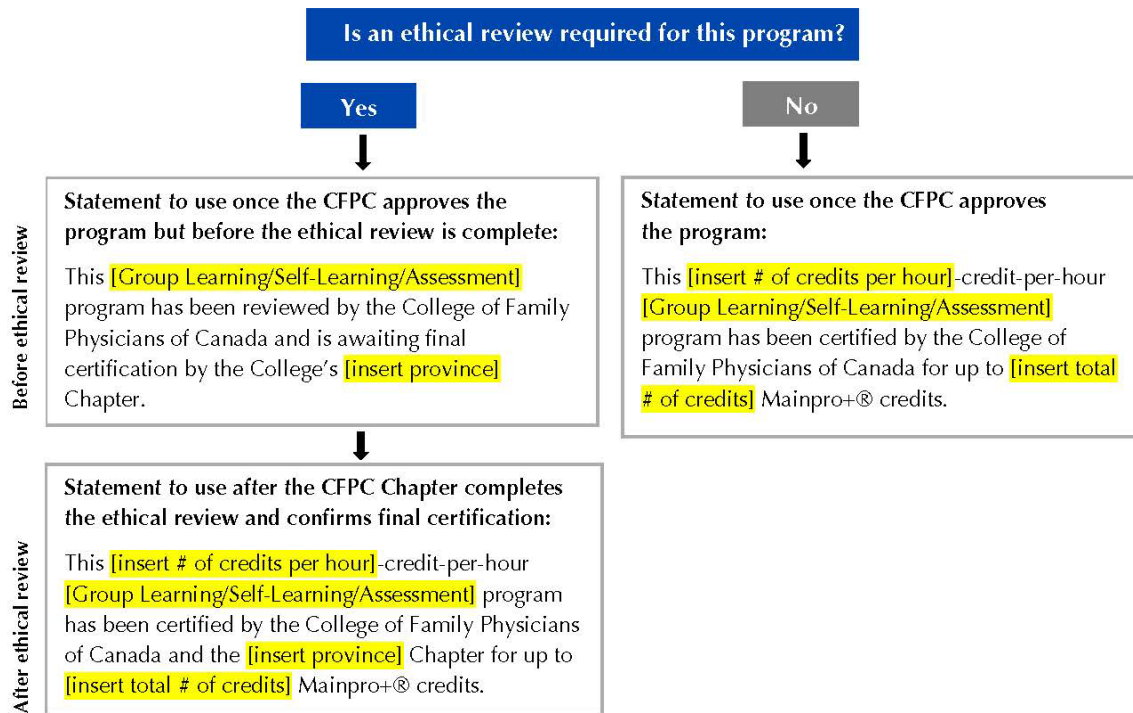 Is an ethical review required for this program?
Yes
No
Before ethical review
Statement to use once the CFPC approves the
program but before the ethical review is complete:
This [Group Learning/Self-Learning/Assessment]
program has been reviewed by the College of Family
Physicians of Canada and is awaiting final
certification by the College’s [insert province]
Chapter.
Statement to use once the CFPC approves
the program:
This [insert # of credits per hour]-credit-per-hour
[Group Learning/Self-Learning/Assessment]
program has been certified by the College of
Family Physicians of Canada for up to [insert total
# of credits] Mainpro+® credits.
After ethical review
Statement to use after the CFPC Chapter completes
the ethical review and confirms final certification:
This [insert # of credits per hour]-credit-per-hour
[Group Learning/Self-Learning/Assessment] program
has been certified by the College of Family Physicians
of Canada and the [insert province] Chapter for up to
[insert total # of credits] Mainpro+® credits.